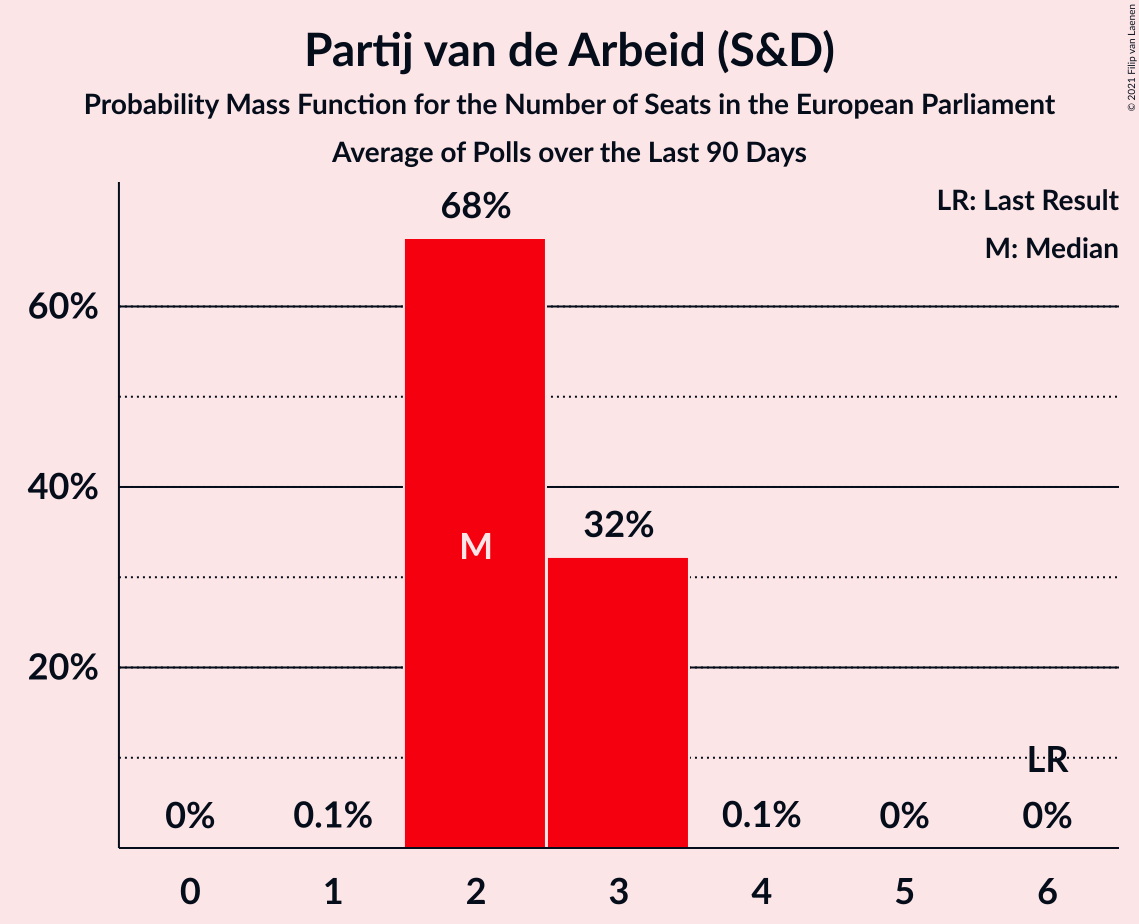 Partij van de Arbeid (S&D)
Probability Mass Function for the Number of Seats in the European Parliament
Average of Polls over the Last 90 Days
© 2021 Filip van Laenen
LR: Last Result
M: Median
68%
60%
40%
32%
M
20%
LR
0%
0.1%
0.1%
0%
0%
0
1
2
3
4
5
6